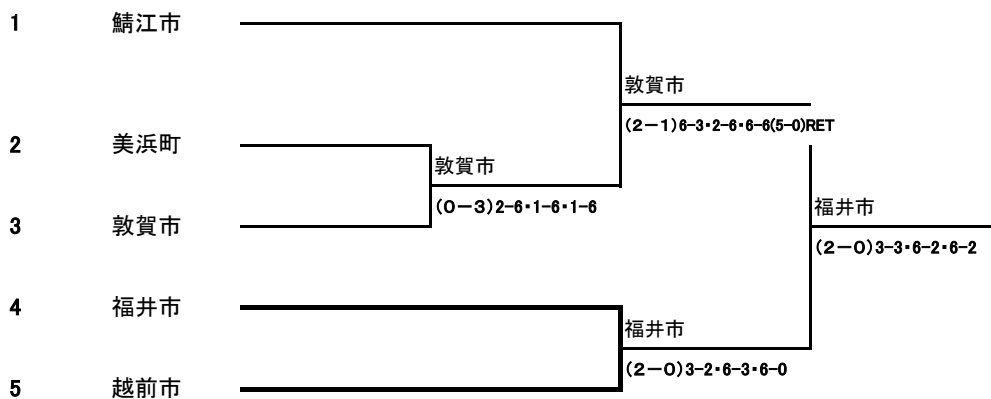 1 鯖江市
敦賀市
(2-1)6-3・2-6・6-6(5-0)RET
2 美浜町
敦賀市
(0-3)2-6・1-6・1-6
3 敦賀市
福井市
(2-0)3-3・6-2・6-2
4 福井市
福井市
(2-0)3-2・6-3・6-0
5 越前市